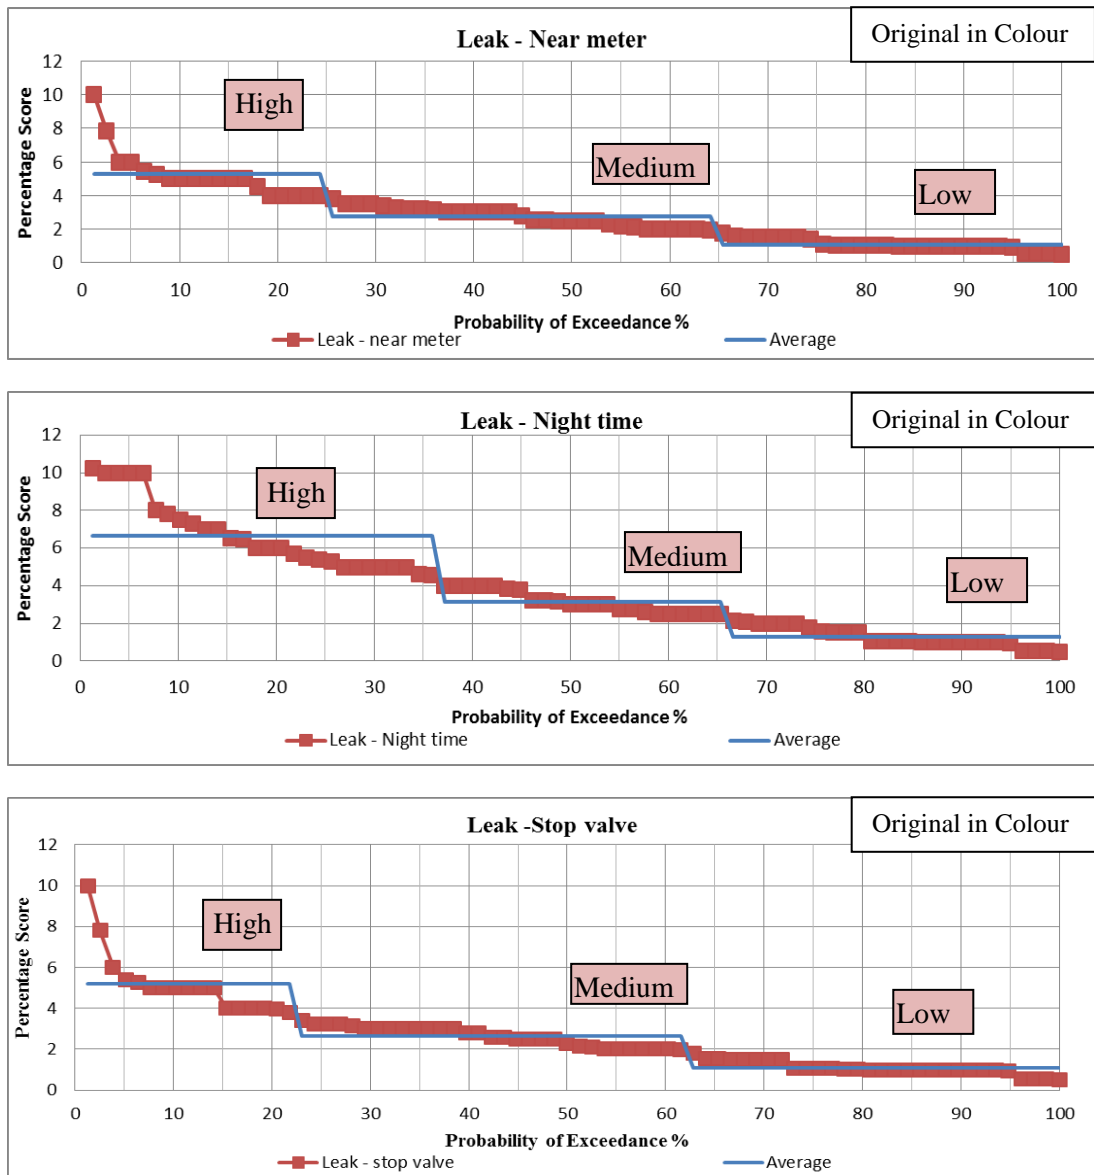 Original in Colour
Leak - Near meter
12
10
8
6
4
2
0
Percentage Score
High
Medium
Low
0 10 20 30 40 50 60 70 80 90 100
Probability of Exceedance %
Leak - near meter Average
Original in Colour
Leak - Night time
12
10
8
6
4
2
0
Percentage Score
High
Medium
Low
0 10 20 30 40 50 60 70 80 90 100
Probability of Exceedance %
Leak - Night time Average
Original in Colour
Leak -Stop valve
12
10
8
6
4
2
0
Percentage Score
High
Medium
Low
0 10 20 30 40 50 60 70 80 90 100
Probability of Exceedance %
Leak - stop valve Average